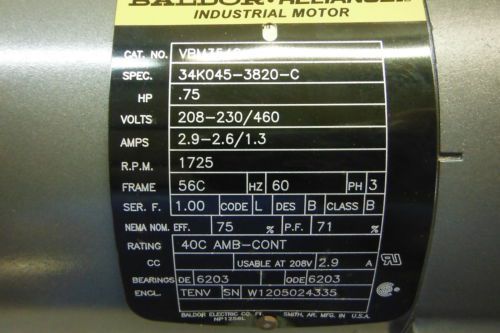 BALDOR • RELIANCER
INDUSTRIAL MOTOR
CAT. NO.
SPEC. 34K045-3820-C
HP .75
VOLTS 208-230/460
AMPS 2.9-2.6/1.3
R.P.M. 1725
FRAME 56C HZ 60 PH 3
SER. F. 1.00 CODE L DES B CLASS B
NEMA NOM. EFF. 75 % P.F. 71 %
RATING 40C AMB-CONT
CC USABLE AT 208V 2.9 A
BEARINGS DE 6203 ODE 6203
ENCL. TENV SN W1205024335
BALDOR ELECTRIC CO. FT. SMITH, AR. MFG. IN U.S.A.
NP1256L